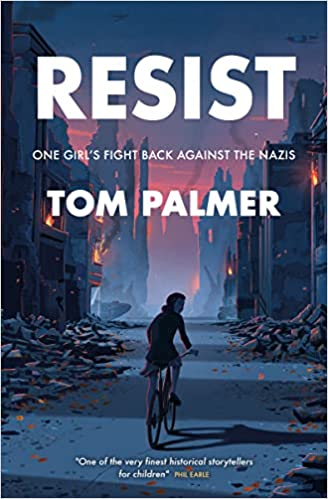 RESIST
ONE GIRL'S FIGHT BACK AGAINST THE NAZIS
TOM PALMER
"One of the very finest historical storytellers
for children" PHIL EARLE